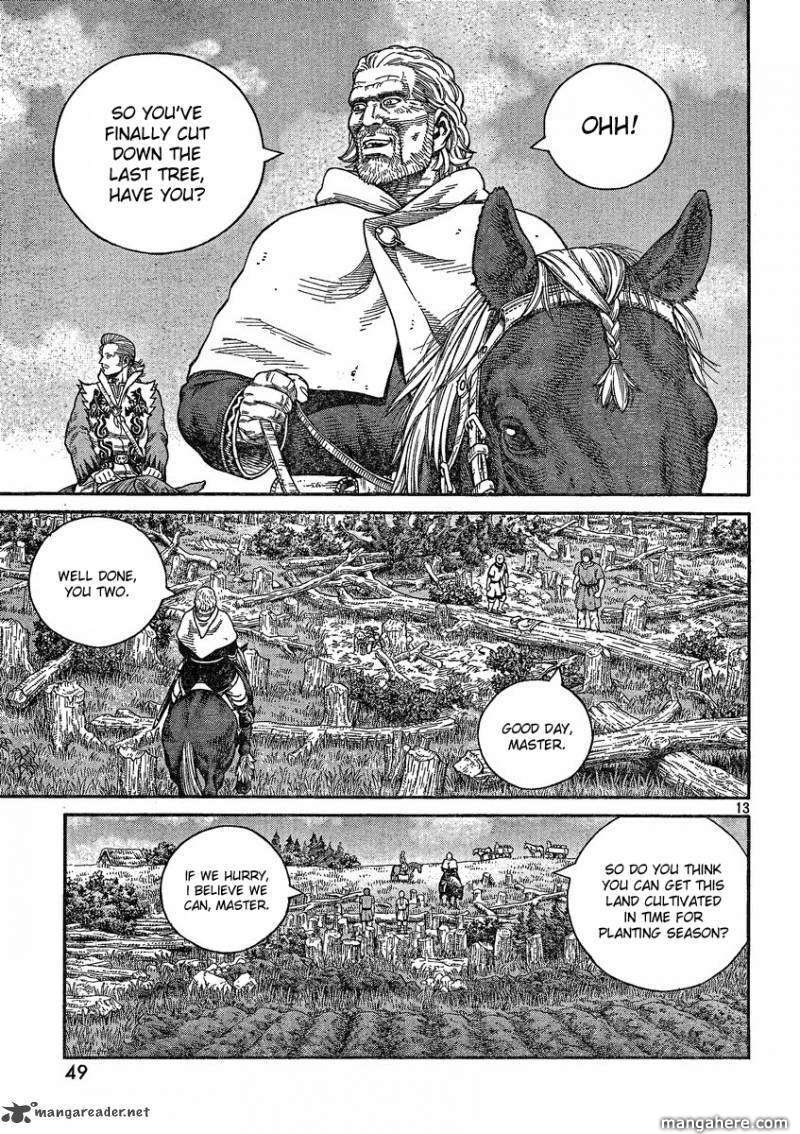 OHH!
SO YOU'VE
FINALLY CUT
DOWN THE
LAST TREE,
HAVE YOU?
WELL DONE,
YOU TWO.
GOOD DAY,
MASTER.
13
SO DO YOU THINK
YOU CAN GET THIS
LAND CULTIVATED
IN TIME FOR
PLANTING SEASON?
IF WE HURRY,
I BELIEVE WE
CAN, MASTER.
49
mangareader.net
mangahere.com